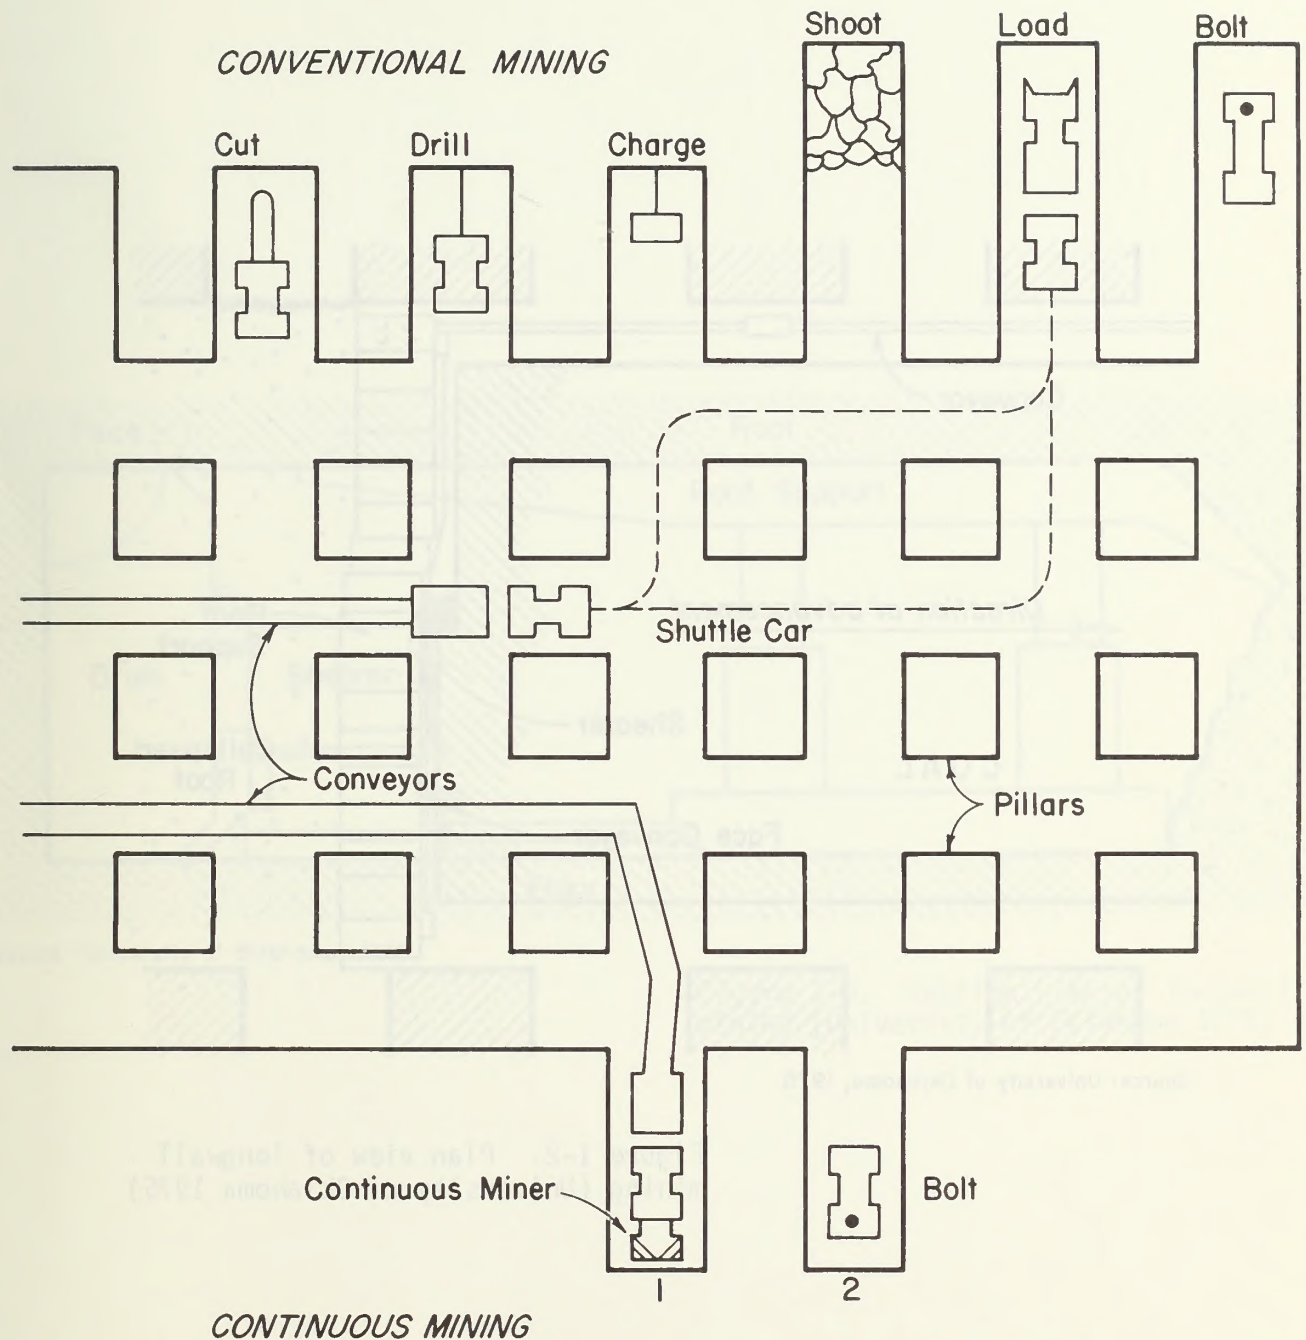 CONVENTIONAL MINING
Shoot
Load
Bolt
Cut
Drill
Charge
Shuttle Car
Conveyors
Pillars
Continuous Miner
Bolt
1
2
CONTINUOUS MINING